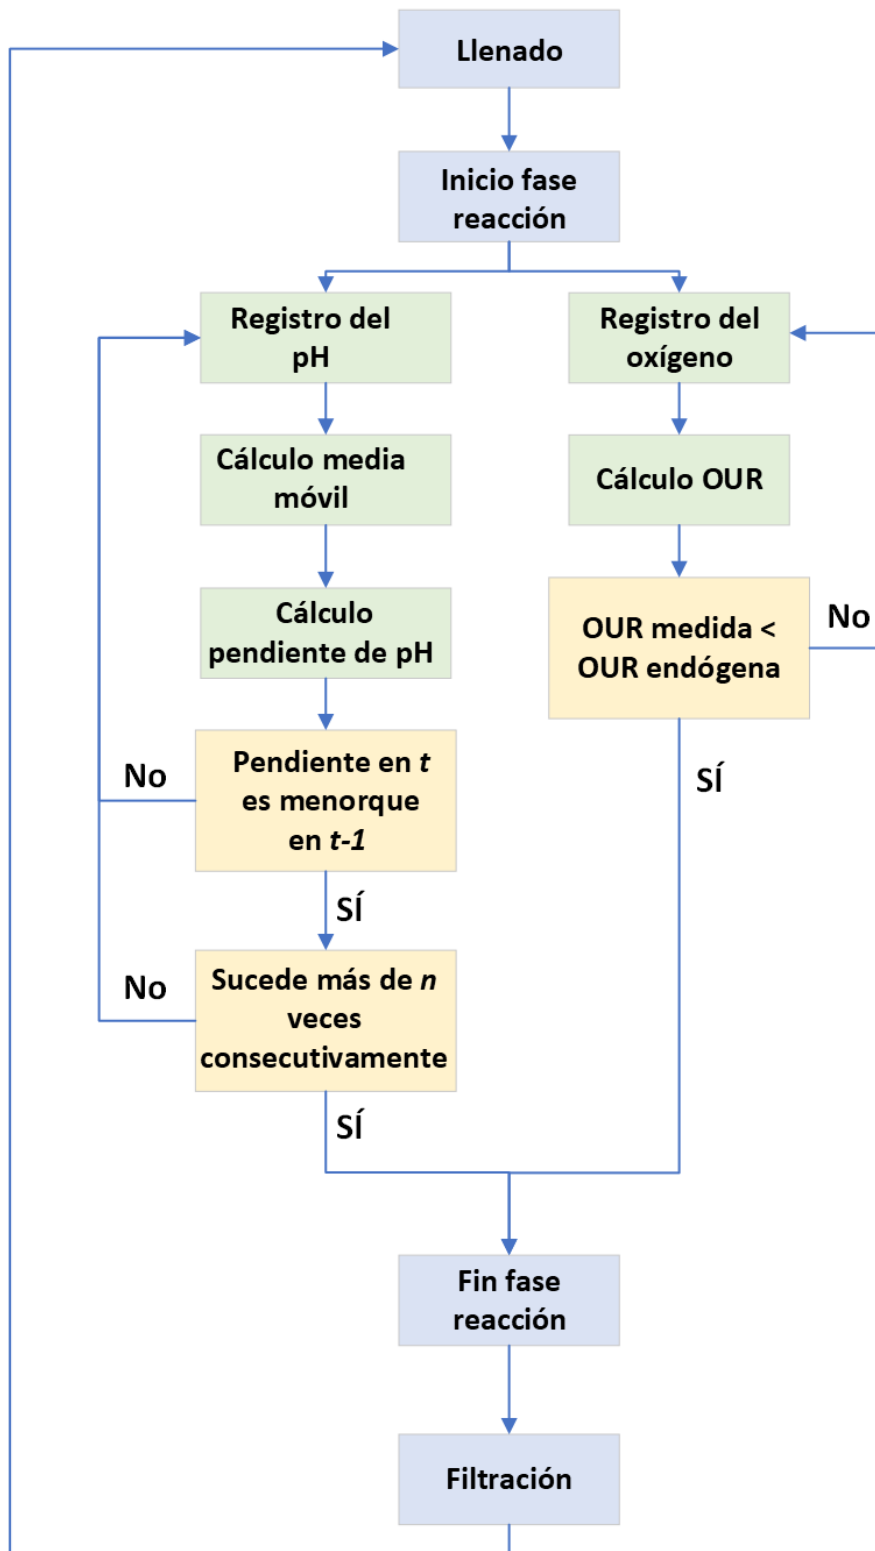 Llenado
Inicio fase
reacción
Registro del
pH
Registro del
oxígeno
Cálculo media
móvil
Cálculo OUR
Cálculo
pendiente de pH
OUR medida <
OUR endógena
No
Pendiente en t
es menorque
en t-1
No
SÍ
SÍ
Sucede más de n
veces
consecutivamente
No
SÍ
Fin fase
reacción
Filtración